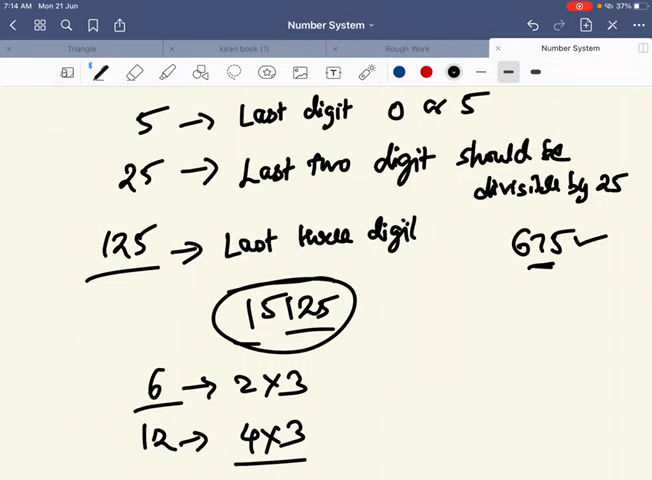 7:14 AM Mon 21 Jun
37%
Number System
Triangle
kiran book (1)
Rough Work
Number System
5 → Last digit 0 or 5
25 → Last two digit should be
divisible by 25
125 → Last three digit
675 ✓
15125
6 → 2×3
12 → 4×3